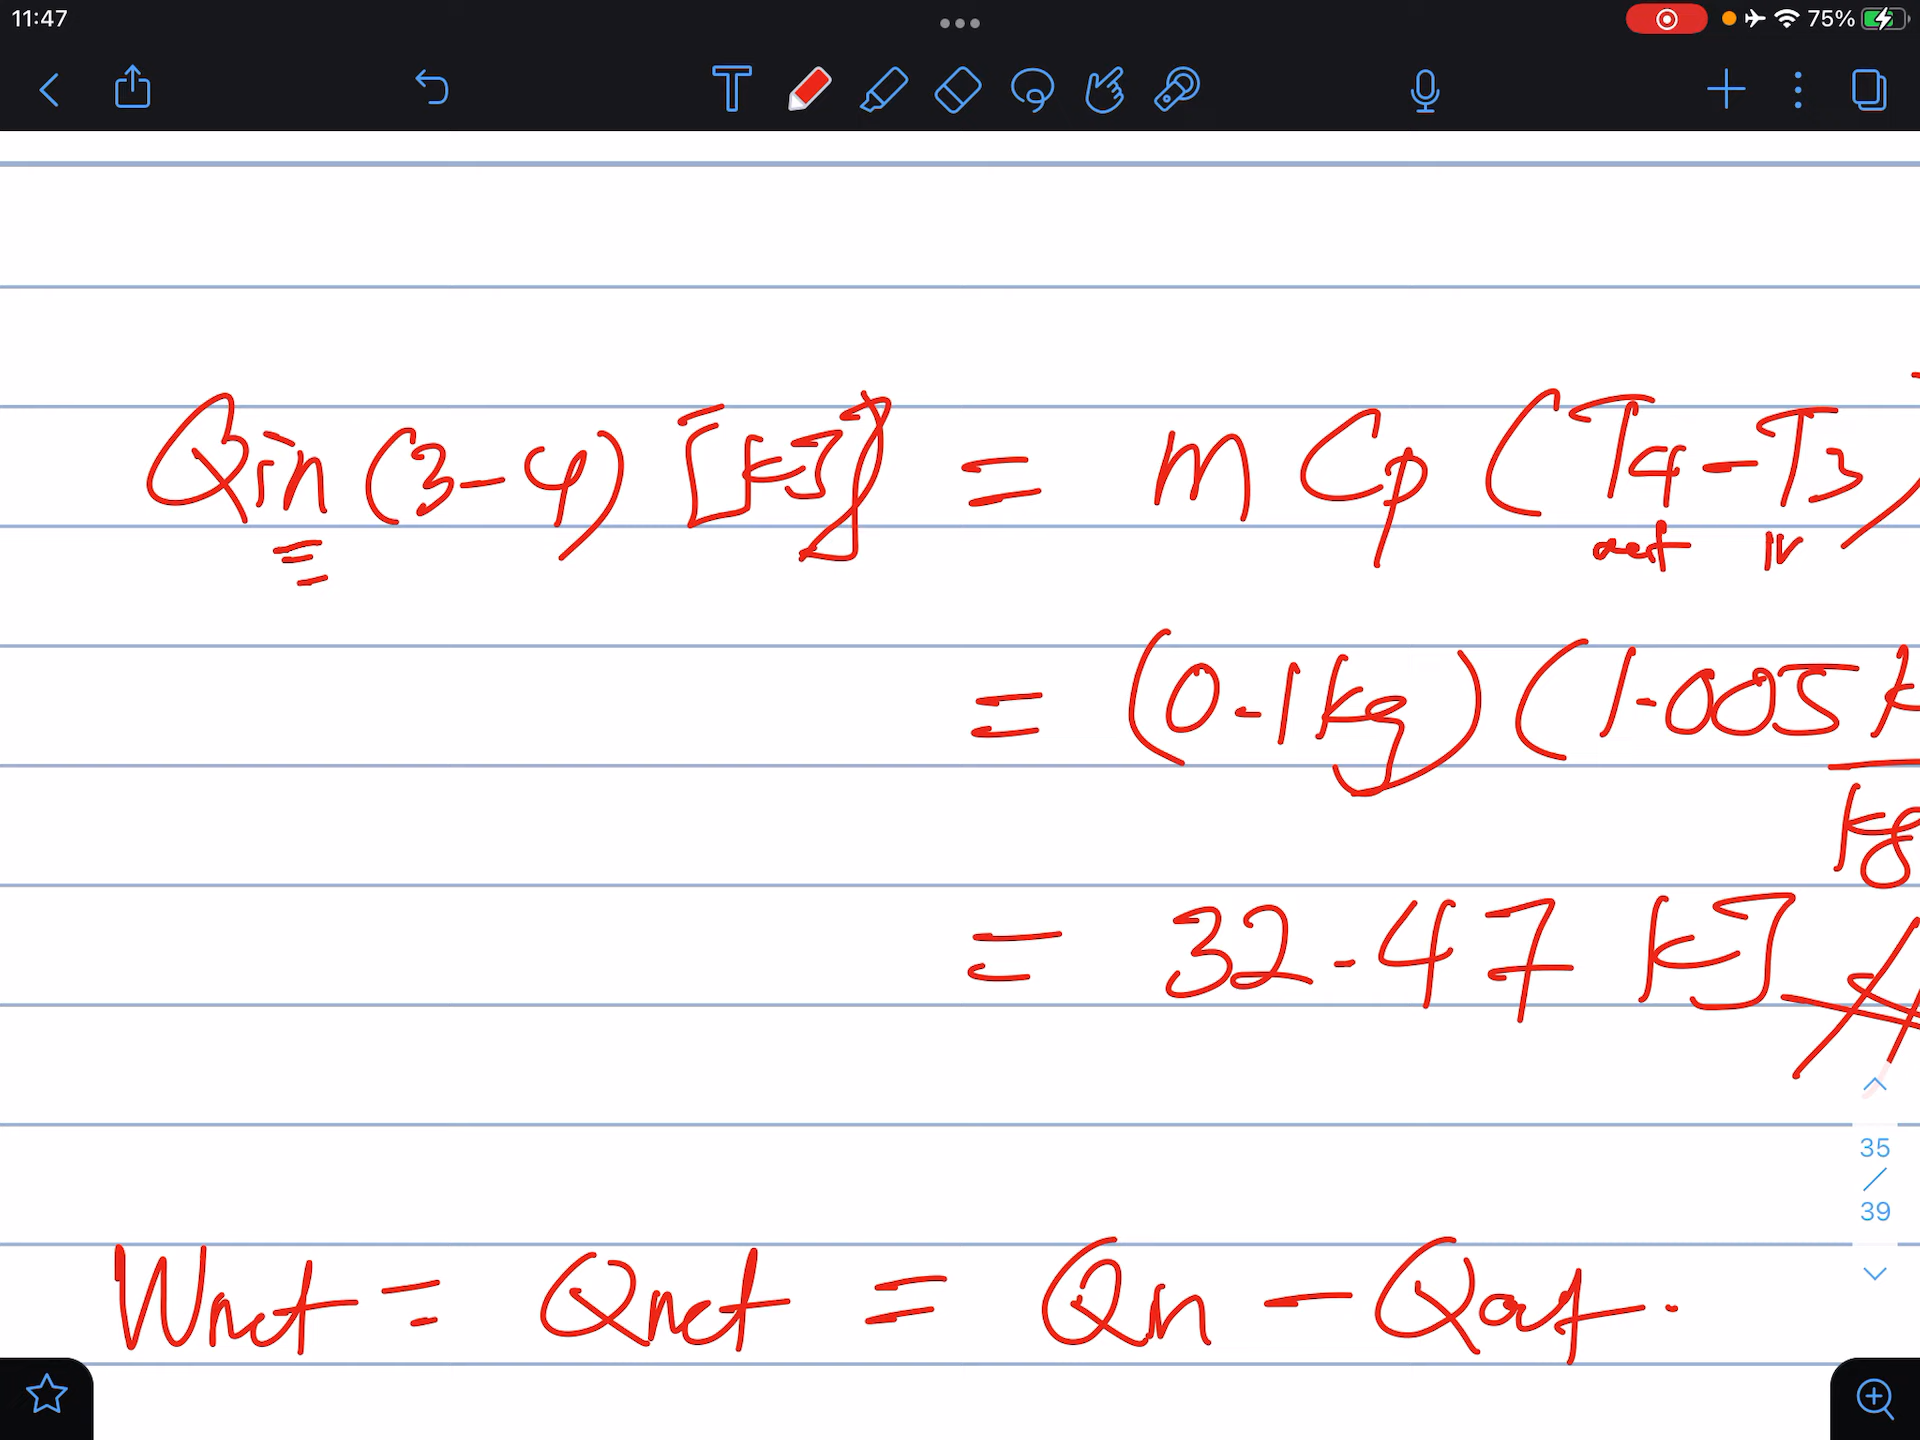 11:47
75%
Qin (3-4) [kJ] = m Cp (T4 - T3)
out in
= (0.1kg) (1.005 k
kg
= 32.47 kJ
35
/
39
Wnet = Qnet = Qin - Qout.